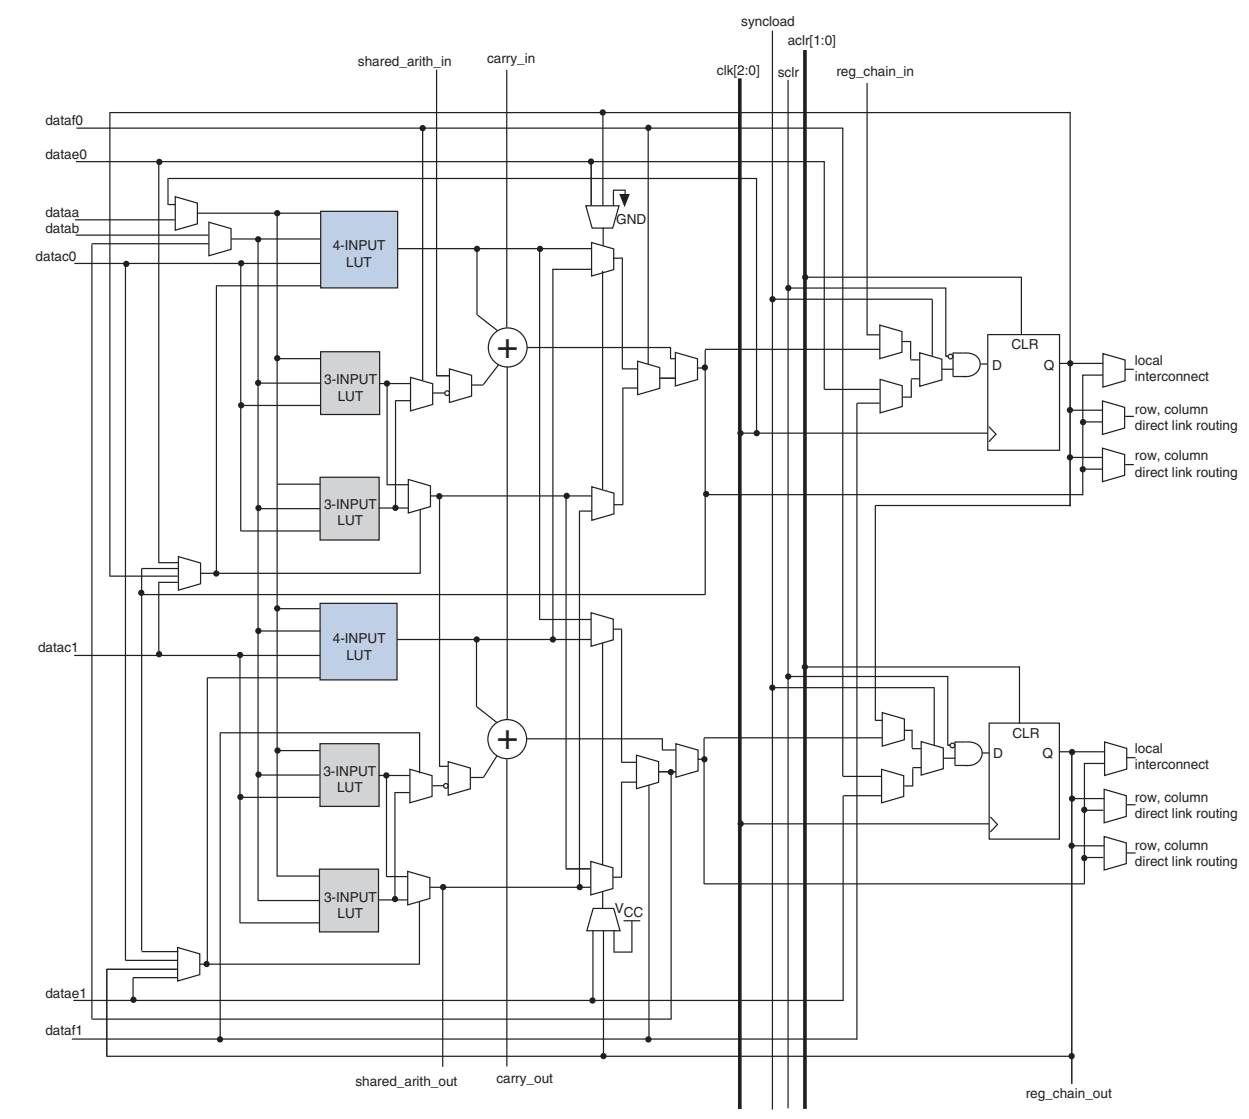 syncload
aclr[1:0]
shared_arith_in
carry_in
clk[2:0]
sclr
reg_chain_in
dataf0
datae0
dataa
datab
datac0
GND
4-INPUT
LUT
+
CLR
D
Q
3-INPUT
LUT
local
interconnect
row, column
direct link routing
row, column
direct link routing
3-INPUT
LUT
4-INPUT
LUT
datac1
+
CLR
D
Q
3-INPUT
LUT
local
interconnect
row, column
direct link routing
row, column
direct link routing
3-INPUT
LUT
VCC
datae1
dataf1
shared_arith_out
carry_out
reg_chain_out